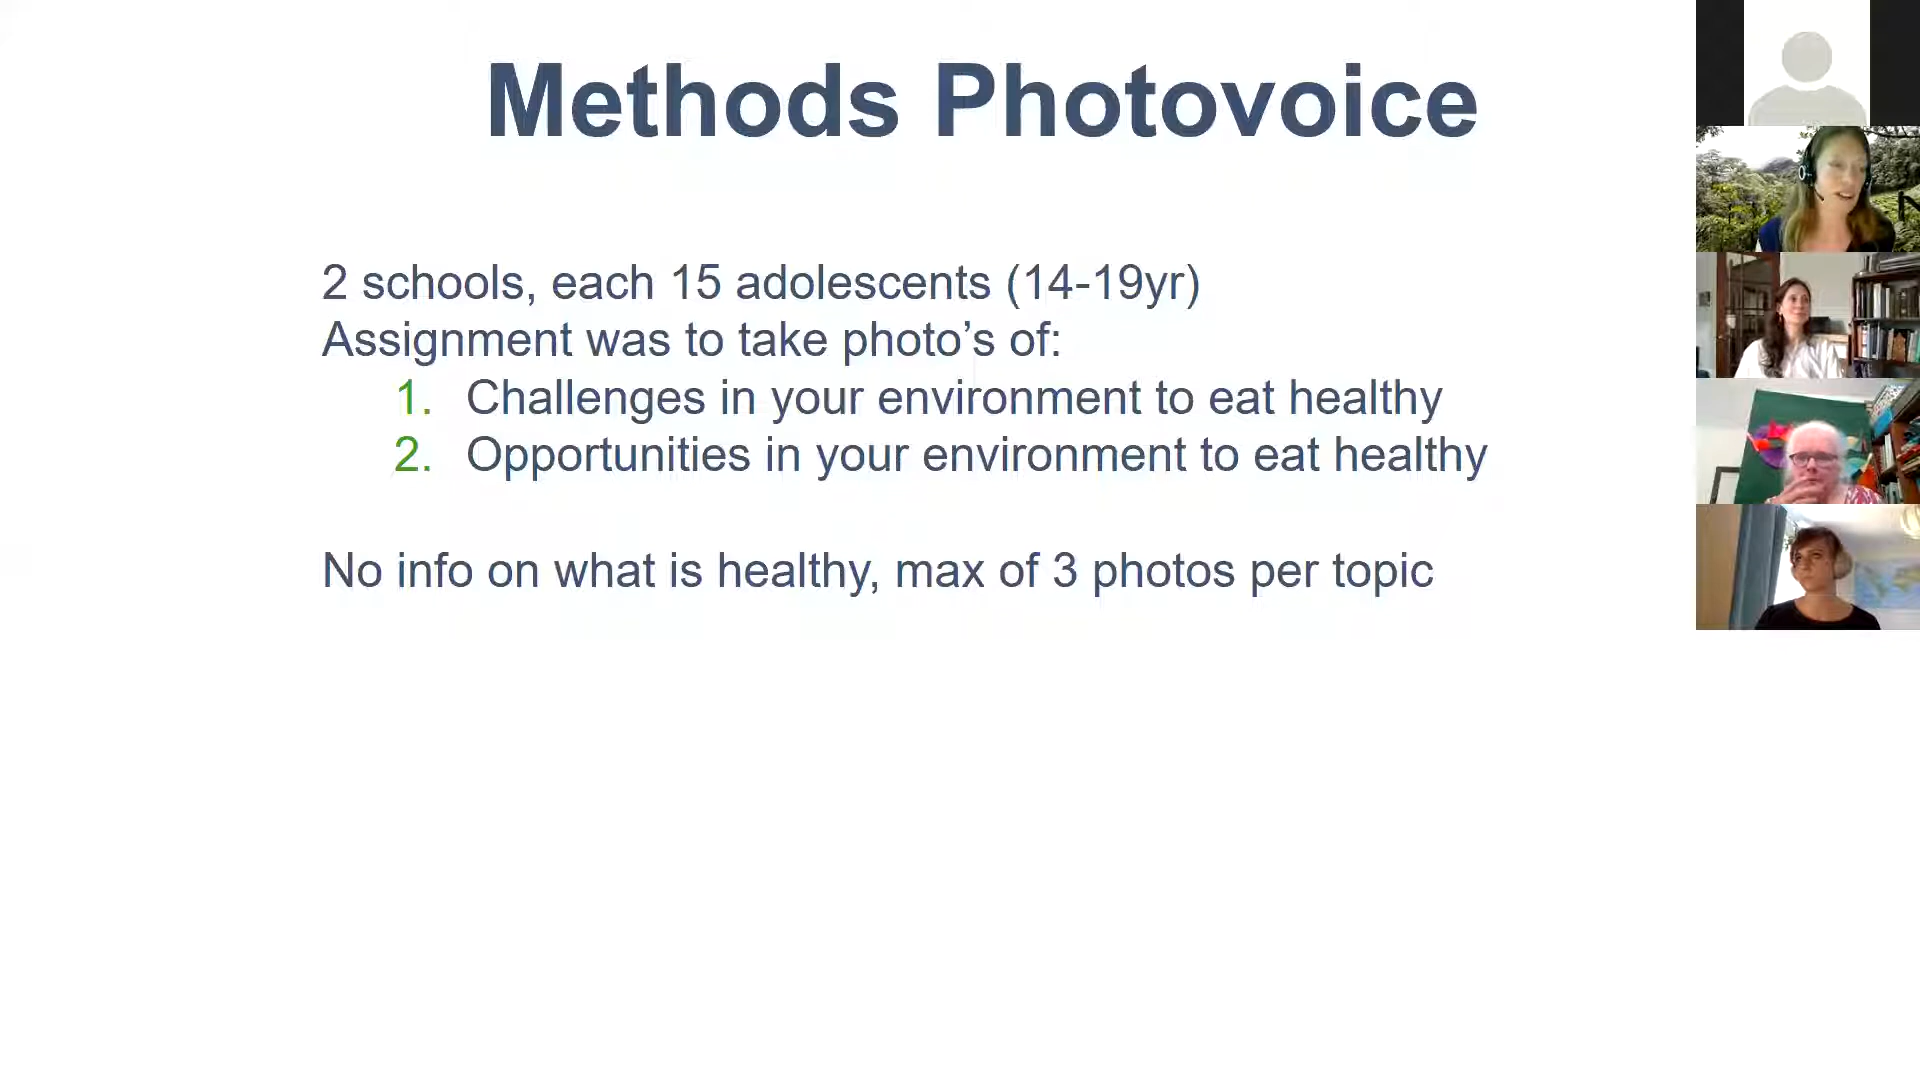 Methods Photovoice
2 schools, each 15 adolescents (14-19yr)
Assignment was to take photo’s of:
1. Challenges in your environment to eat healthy
2. Opportunities in your environment to eat healthy
No info on what is healthy, max of 3 photos per topic